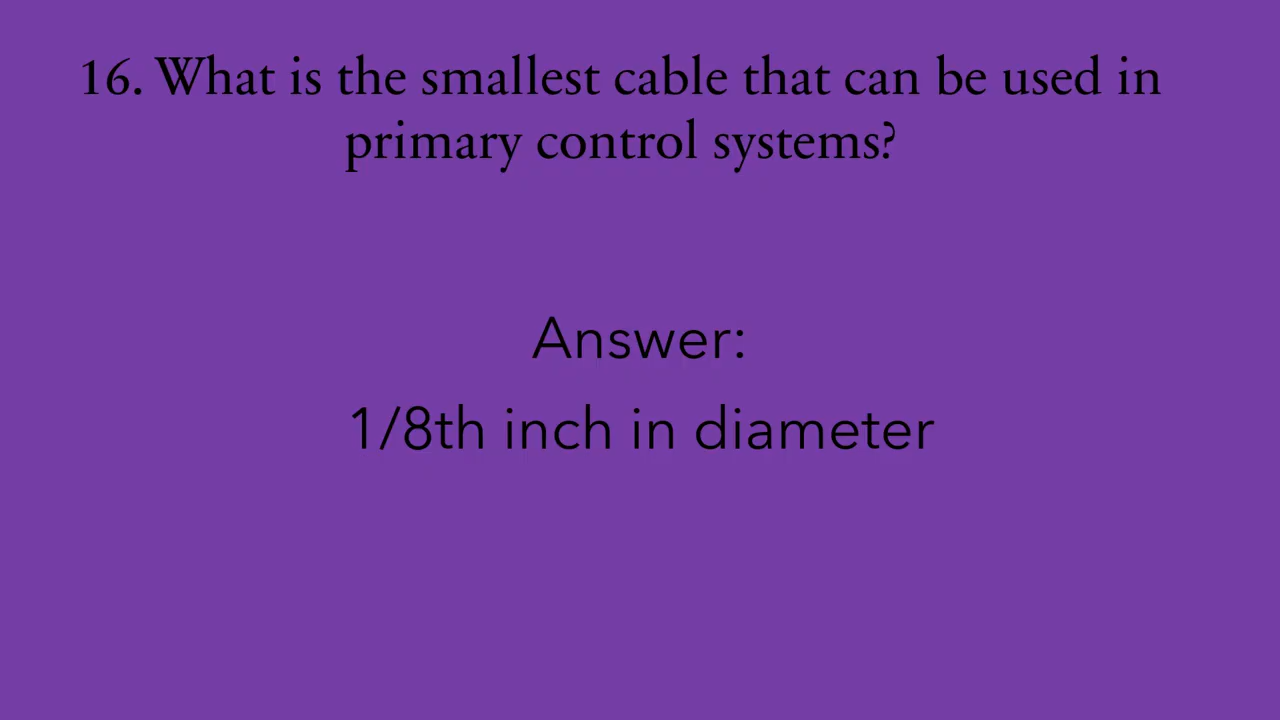 16. What is the smallest cable that can be used in
primary control systems?
Answer:
1/8th inch in diameter